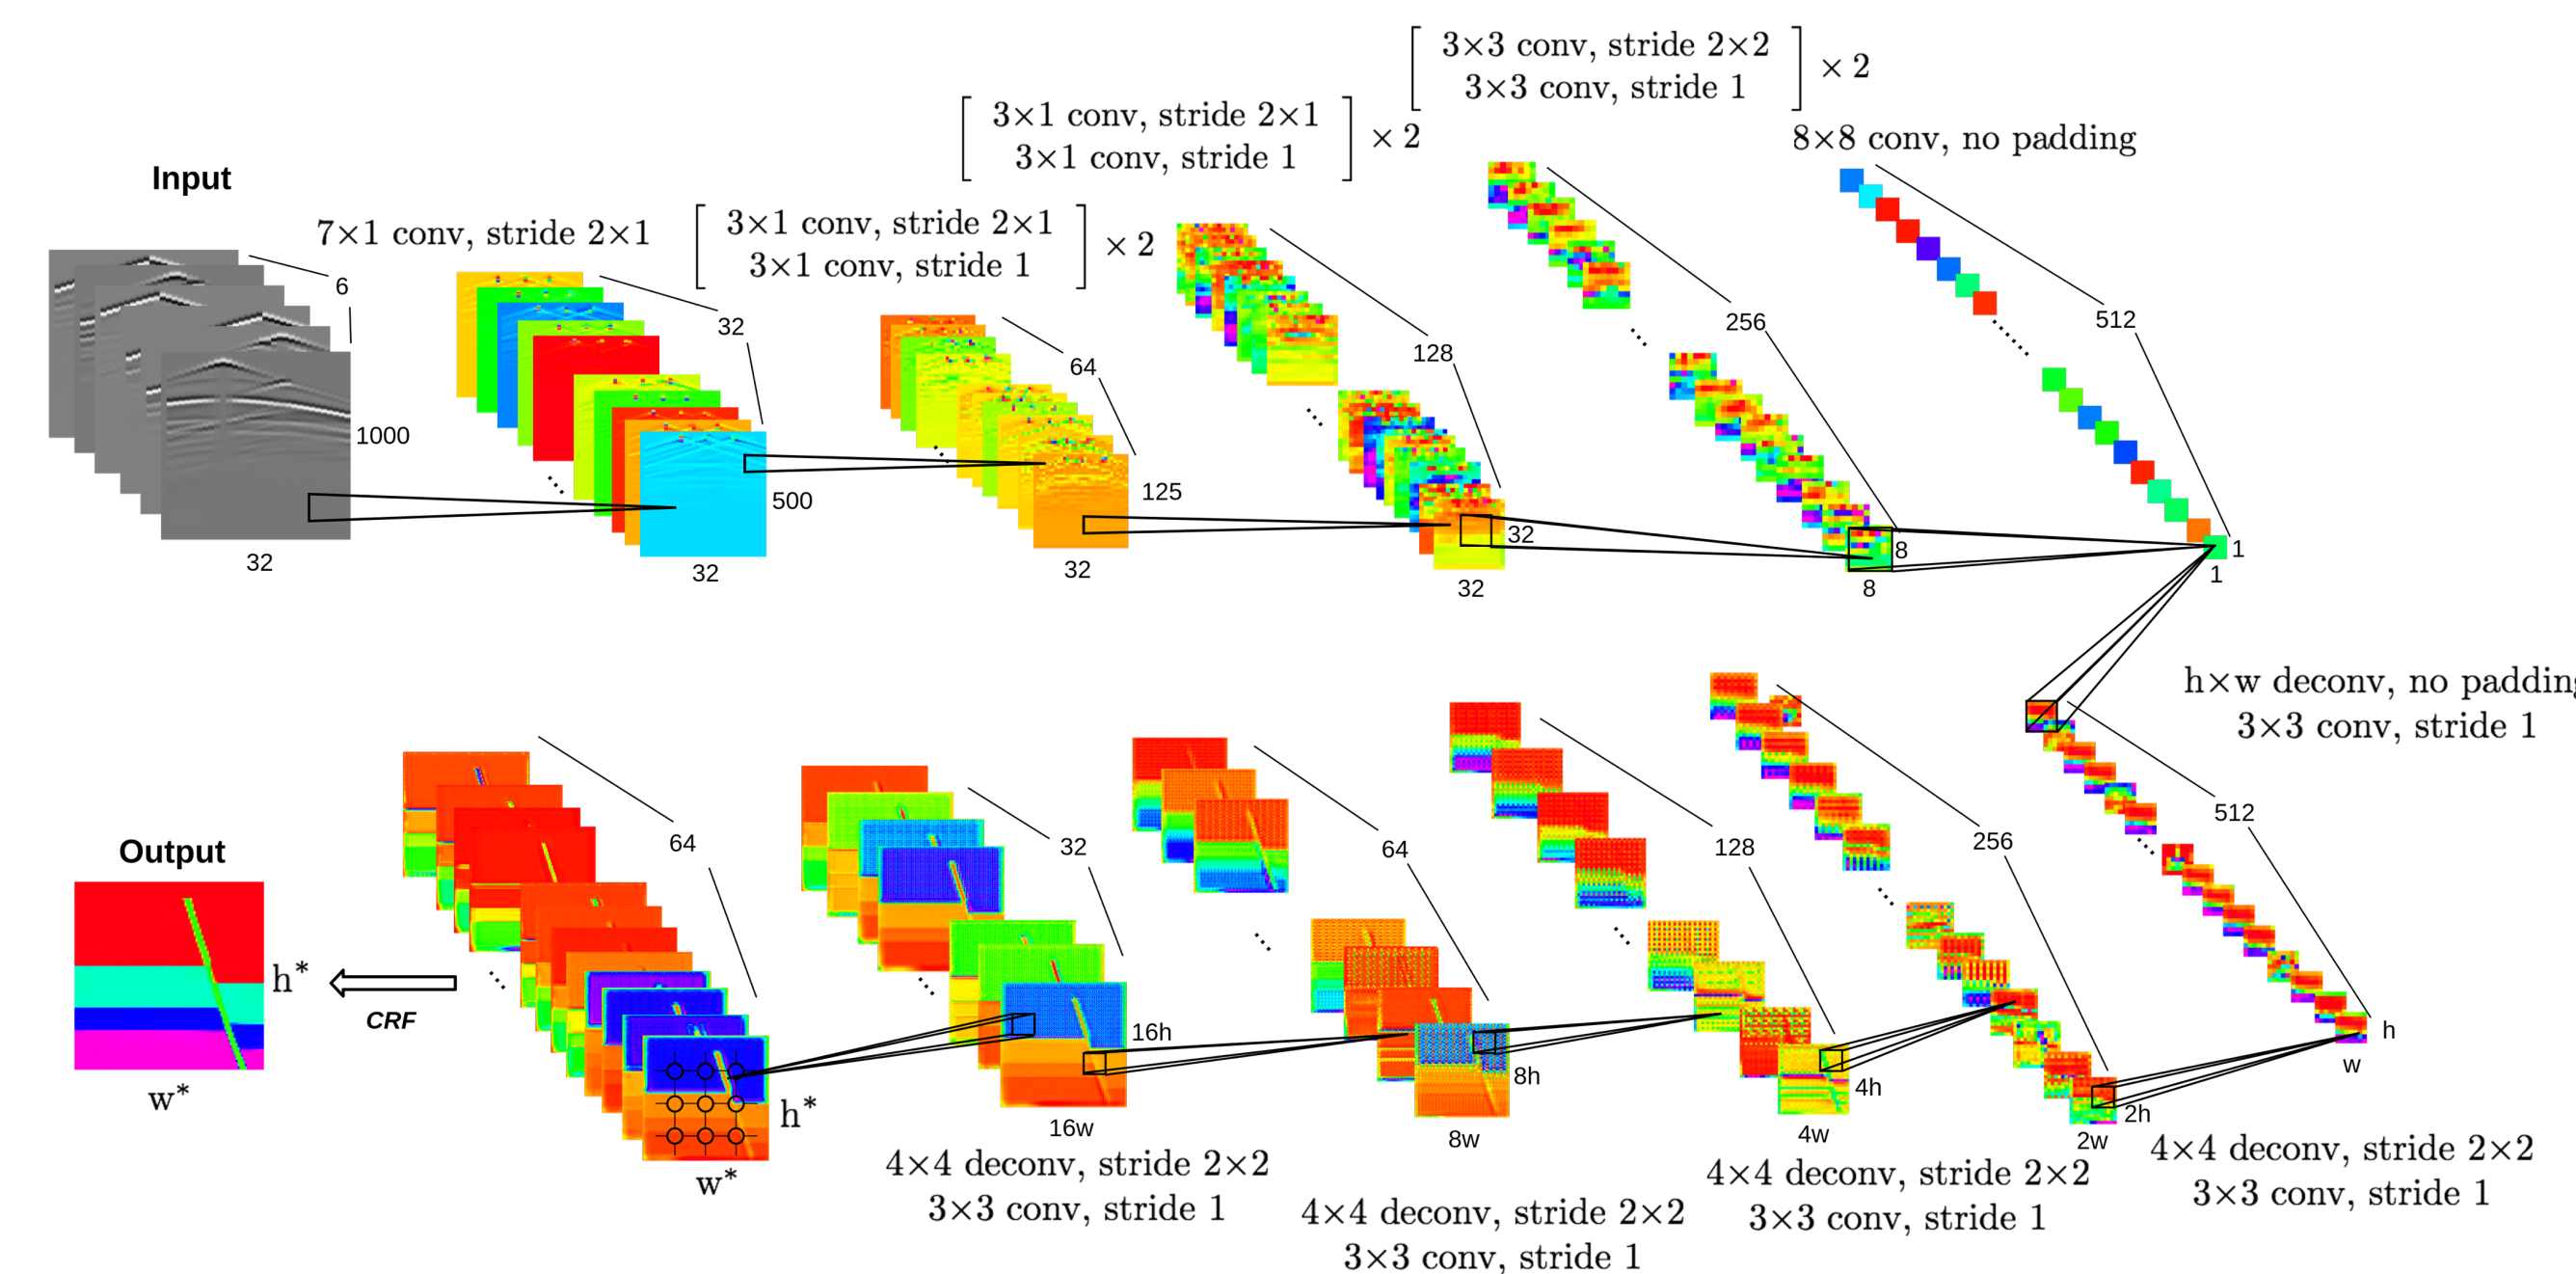 3×3 conv, stride 2×2
3×3 conv, stride 1
× 2
3×1 conv, stride 2×1
3×1 conv, stride 1
× 2
8×8 conv, no padding
Input
7×1 conv, stride 2×1
3×1 conv, stride 2×1
3×1 conv, stride 1
× 2
6
32
64
128
256
512
1000
500
125
32
8
1
32
32
32
32
8
1
h×w deconv, no padding
3×3 conv, stride 1
Output
64
32
64
128
256
512
h*
CRF
w*
h*
w*
16h
16w
8h
8w
4h
4w
2h
2w
h
w
4×4 deconv, stride 2×2
3×3 conv, stride 1
4×4 deconv, stride 2×2
3×3 conv, stride 1
4×4 deconv, stride 2×2
3×3 conv, stride 1
4×4 deconv, stride 2×2
3×3 conv, stride 1